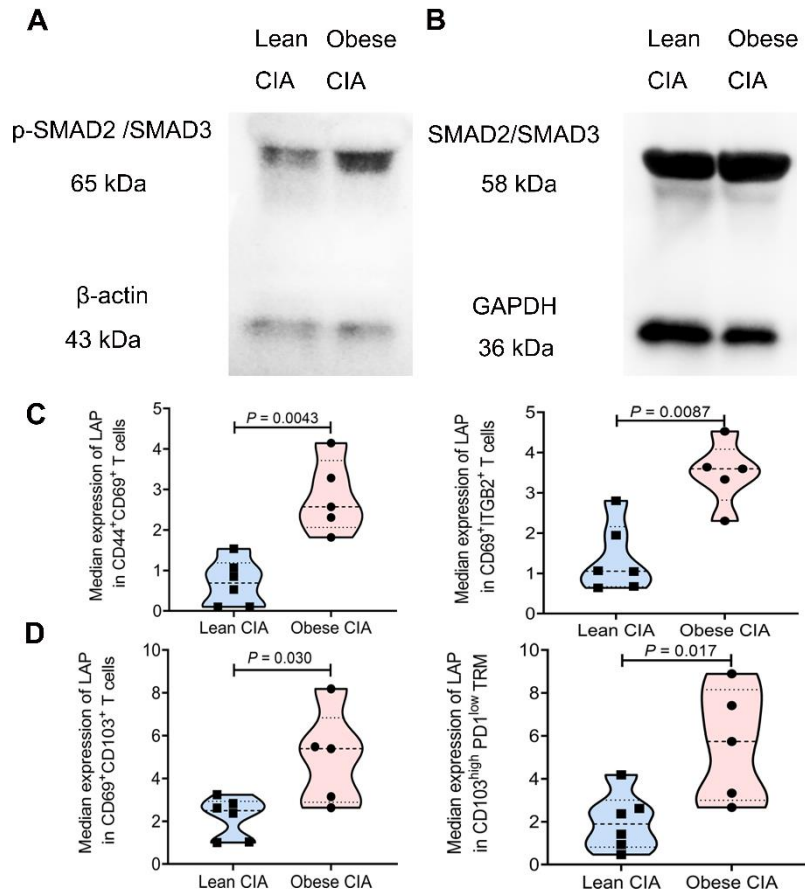 A
Lean Obese
CIA CIA
p-SMAD2 /SMAD3
65 kDa
β-actin
43 kDa
B
Lean Obese
CIA CIA
SMAD2/SMAD3
58 kDa
GAPDH
36 kDa
C
Median expression of LAP
in CD44⁺CD69⁺ T cells
5
4
3
2
1
0
P = 0.0043
Lean CIA Obese CIA
Median expression of LAP
in CD69⁺ITGB2⁺ T cells
5
4
3
2
1
0
P = 0.0087
Lean CIA Obese CIA
D
Median expression of LAP
in CD69⁺CD103⁺ T cells
10
8
6
4
2
0
P = 0.030
Lean CIA Obese CIA
Median expression of LAP
in CD103ʰⁱᵍʰ PD1ˡᵒʷ TRM
10
8
6
4
2
0
P = 0.017
Lean CIA Obese CIA